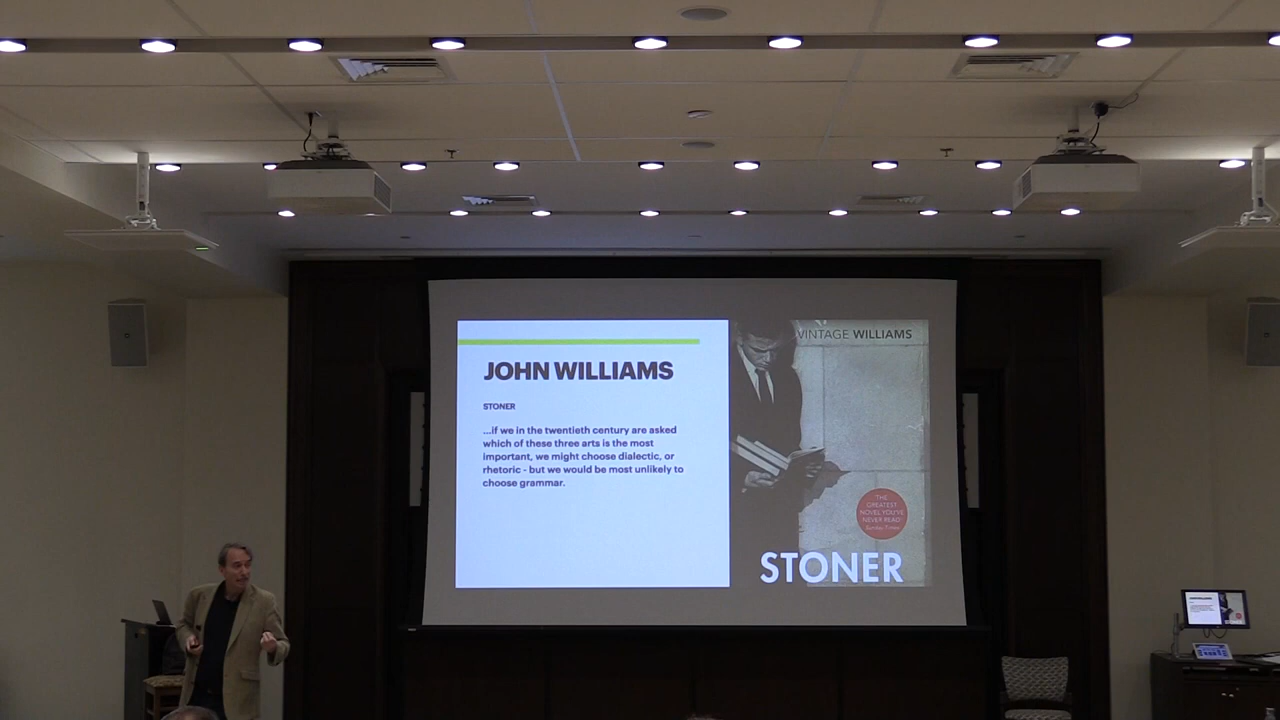 JOHN WILLIAMS
STONER
...if we in the twentieth century are asked
which of these three arts is the most
important, we might choose dialectic, or
rhetoric - but we would be most unlikely to
choose grammar.
VINTAGE WILLIAMS
'THE
GREATEST
NOVEL YOU'VE
NEVER READ'
Sunday Times
STONER